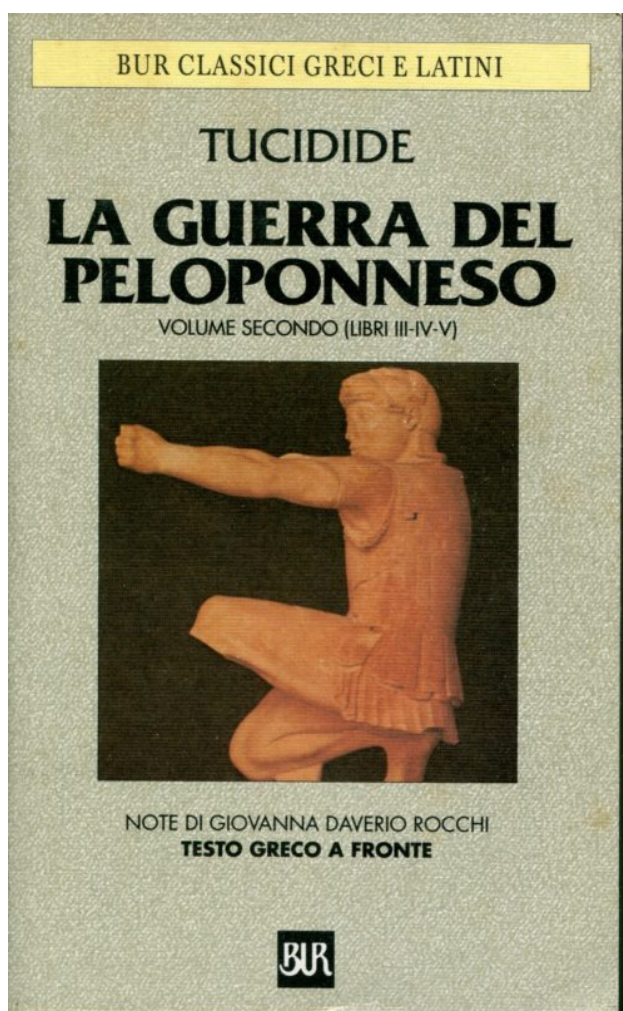 BUR CLASSICI GRECI E LATINI
TUCIDIDE
LA GUERRA DEL
PELOPONNESO
VOLUME SECONDO (LIBRI III-IV-V)
NOTE DI GIOVANNA DAVERIO ROCCHI
TESTO GRECO A FRONTE
BUR